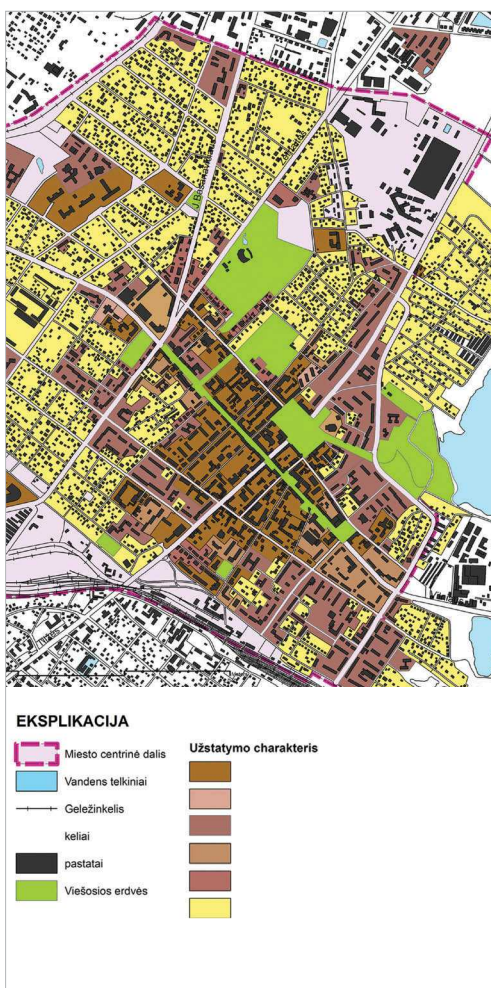 EKSPLIKACIJA
Miesto centrinė dalis
Vandens telkiniai
Geležinkelis
keliai
pastatai
Viešosios erdvės
Užstatymo charakteris